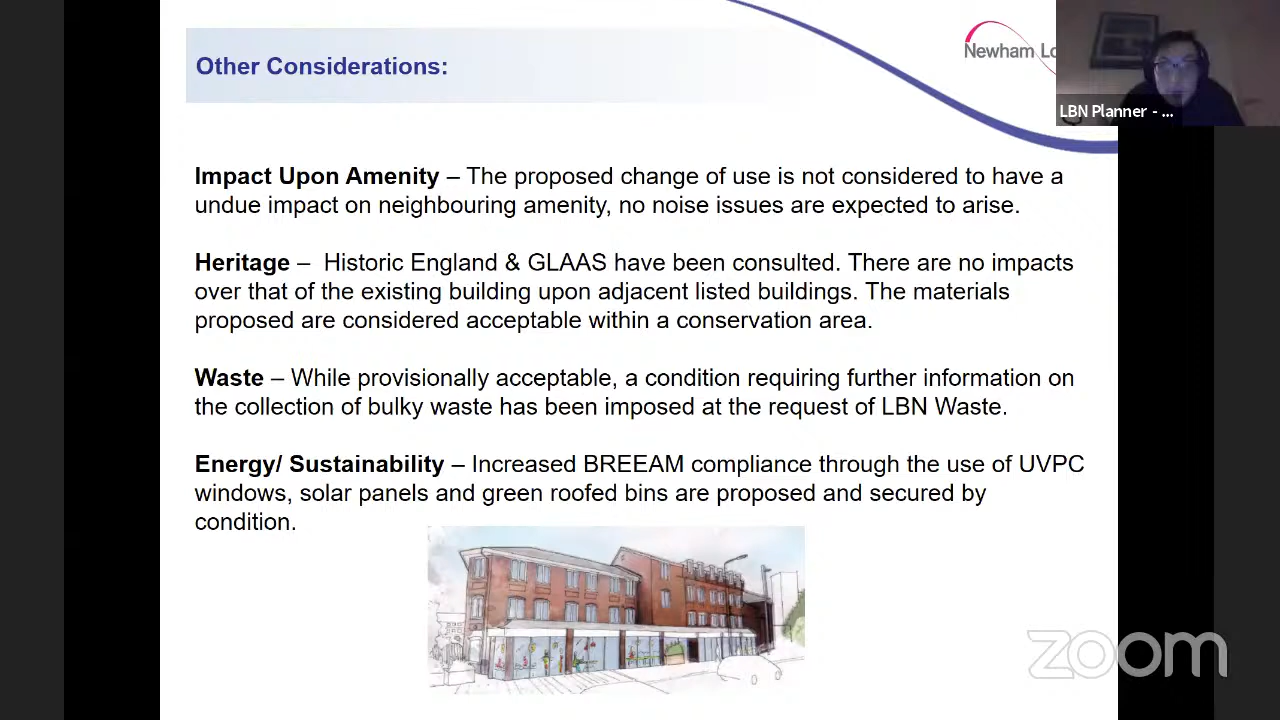 Other Considerations:
Newham Lo
LBN Planner - ...
Impact Upon Amenity – The proposed change of use is not considered to have a
undue impact on neighbouring amenity, no noise issues are expected to arise.
Heritage – Historic England & GLAAS have been consulted. There are no impacts
over that of the existing building upon adjacent listed buildings. The materials
proposed are considered acceptable within a conservation area.
Waste – While provisionally acceptable, a condition requiring further information on
the collection of bulky waste has been imposed at the request of LBN Waste.
Energy/ Sustainability – Increased BREEAM compliance through the use of UVPC
windows, solar panels and green roofed bins are proposed and secured by
condition.
zoom